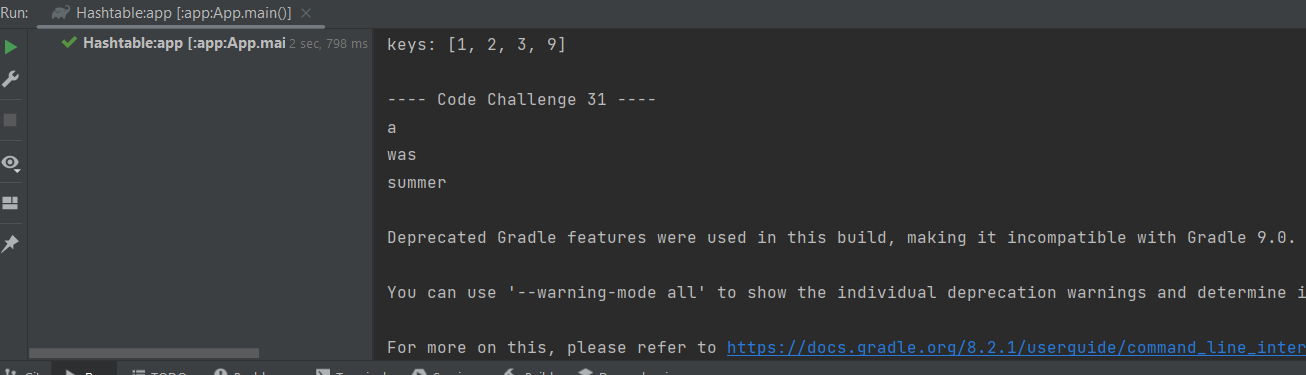 Run: Hashtable:app [:app:App.main()] ×
Hashtable:app [:app:App.mai 2 sec, 798 ms
keys: [1, 2, 3, 9]
---- Code Challenge 31 ----
a
was
summer
Deprecated Gradle features were used in this build, making it incompatible with Gradle 9.0.
You can use '--warning-mode all' to show the individual deprecation warnings and determine i
For more on this, please refer to https://docs.gradle.org/8.2.1/userguide/command_line_inter